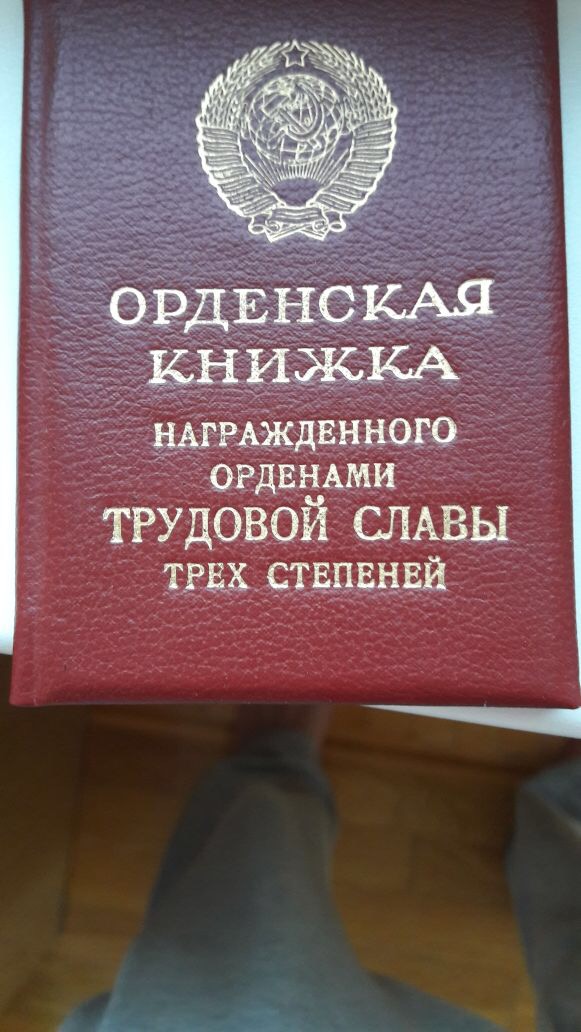 ОРДЕНСКАЯ
КНИЖКА
НАГРАЖДЕННОГО
ОРДЕНАМИ
ТРУДОВОЙ СЛАВЫ
ТРЕХ СТЕПЕНЕЙ